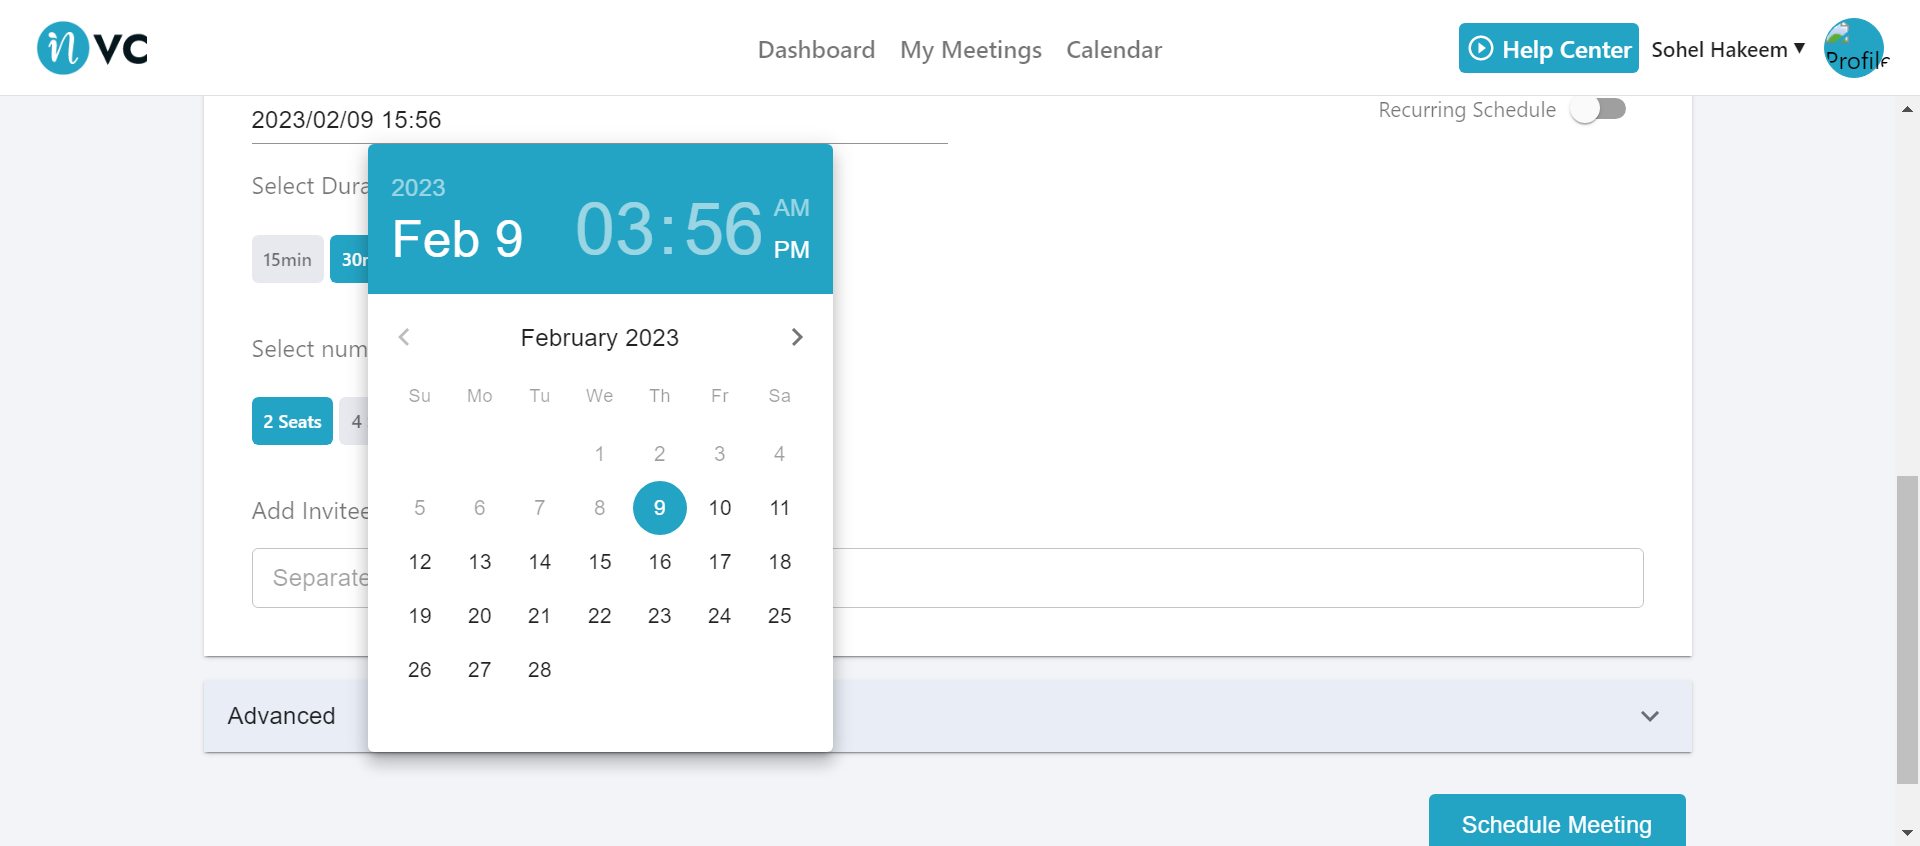 n VC
Dashboard My Meetings Calendar
Help Center
Sohel Hakeem ▼
Profile
2023/02/09 15:56
Recurring Schedule
Select Dura
2023
Feb 9
03:56
AM
PM
15min
30
February 2023
Select num
Su Mo Tu We Th Fr Sa
2 Seats
4
1 2 3 4
5 6 7 8 9 10 11
Add Invitee
12 13 14 15 16 17 18
Separate
19 20 21 22 23 24 25
26 27 28
Advanced
Schedule Meeting